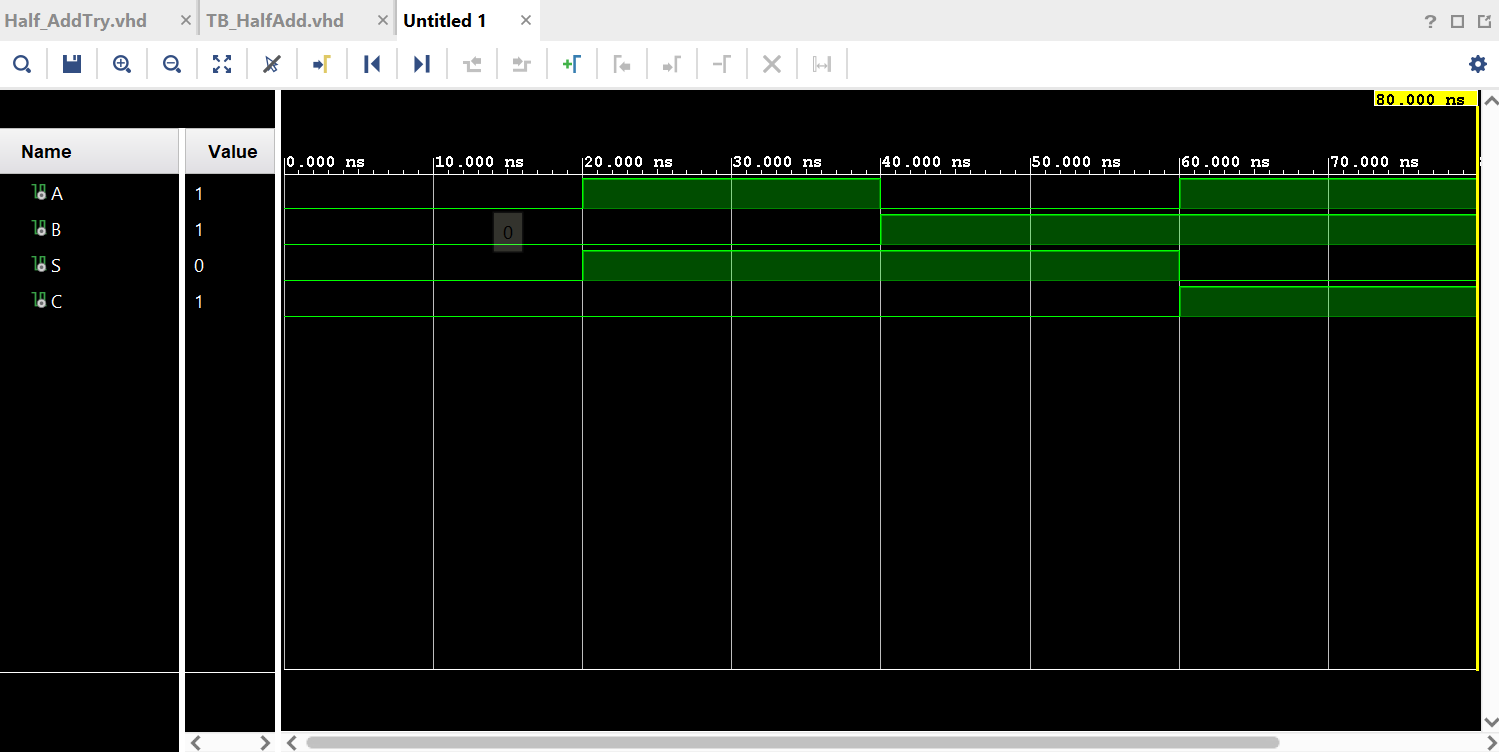 Half_AddTry.vhd × TB_HalfAdd.vhd × Untitled 1 × ?
80.000 ns
Name Value 0.000 ns 10.000 ns 20.000 ns 30.000 ns 40.000 ns 50.000 ns 60.000 ns 70.000 ns
A 1
B 1 0
S 0
C 1